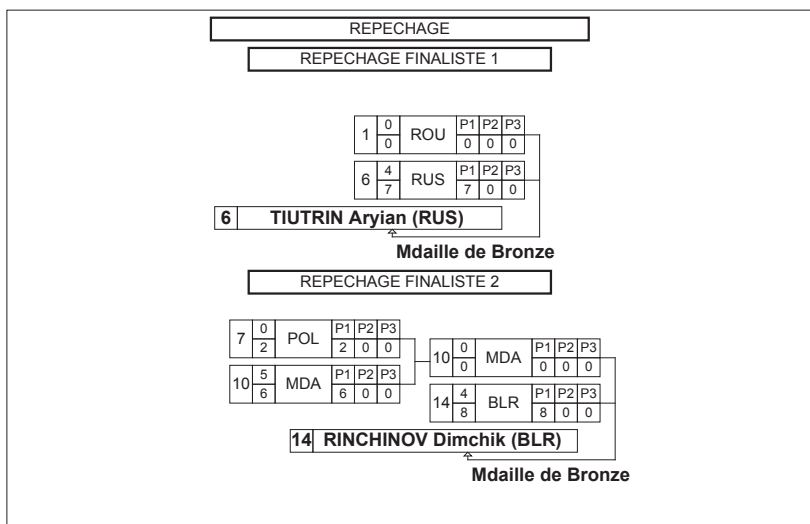 REPECHAGE
REPECHAGE FINALISTE 1
1 0 ROU P1 P2 P3
0 0 0 0
6 4 RUS P1 P2 P3
7 7 0 0
6 TIUTRIN Aryian (RUS)
Mdaille de Bronze
REPECHAGE FINALISTE 2
7 0 POL P1 P2 P3
2 2 0 0
10 0 MDA P1 P2 P3
0 0 0 0
10 5 MDA P1 P2 P3
6 6 0 0
14 4 BLR P1 P2 P3
8 8 0 0
14 RINCHINOV Dimchik (BLR)
Mdaille de Bronze